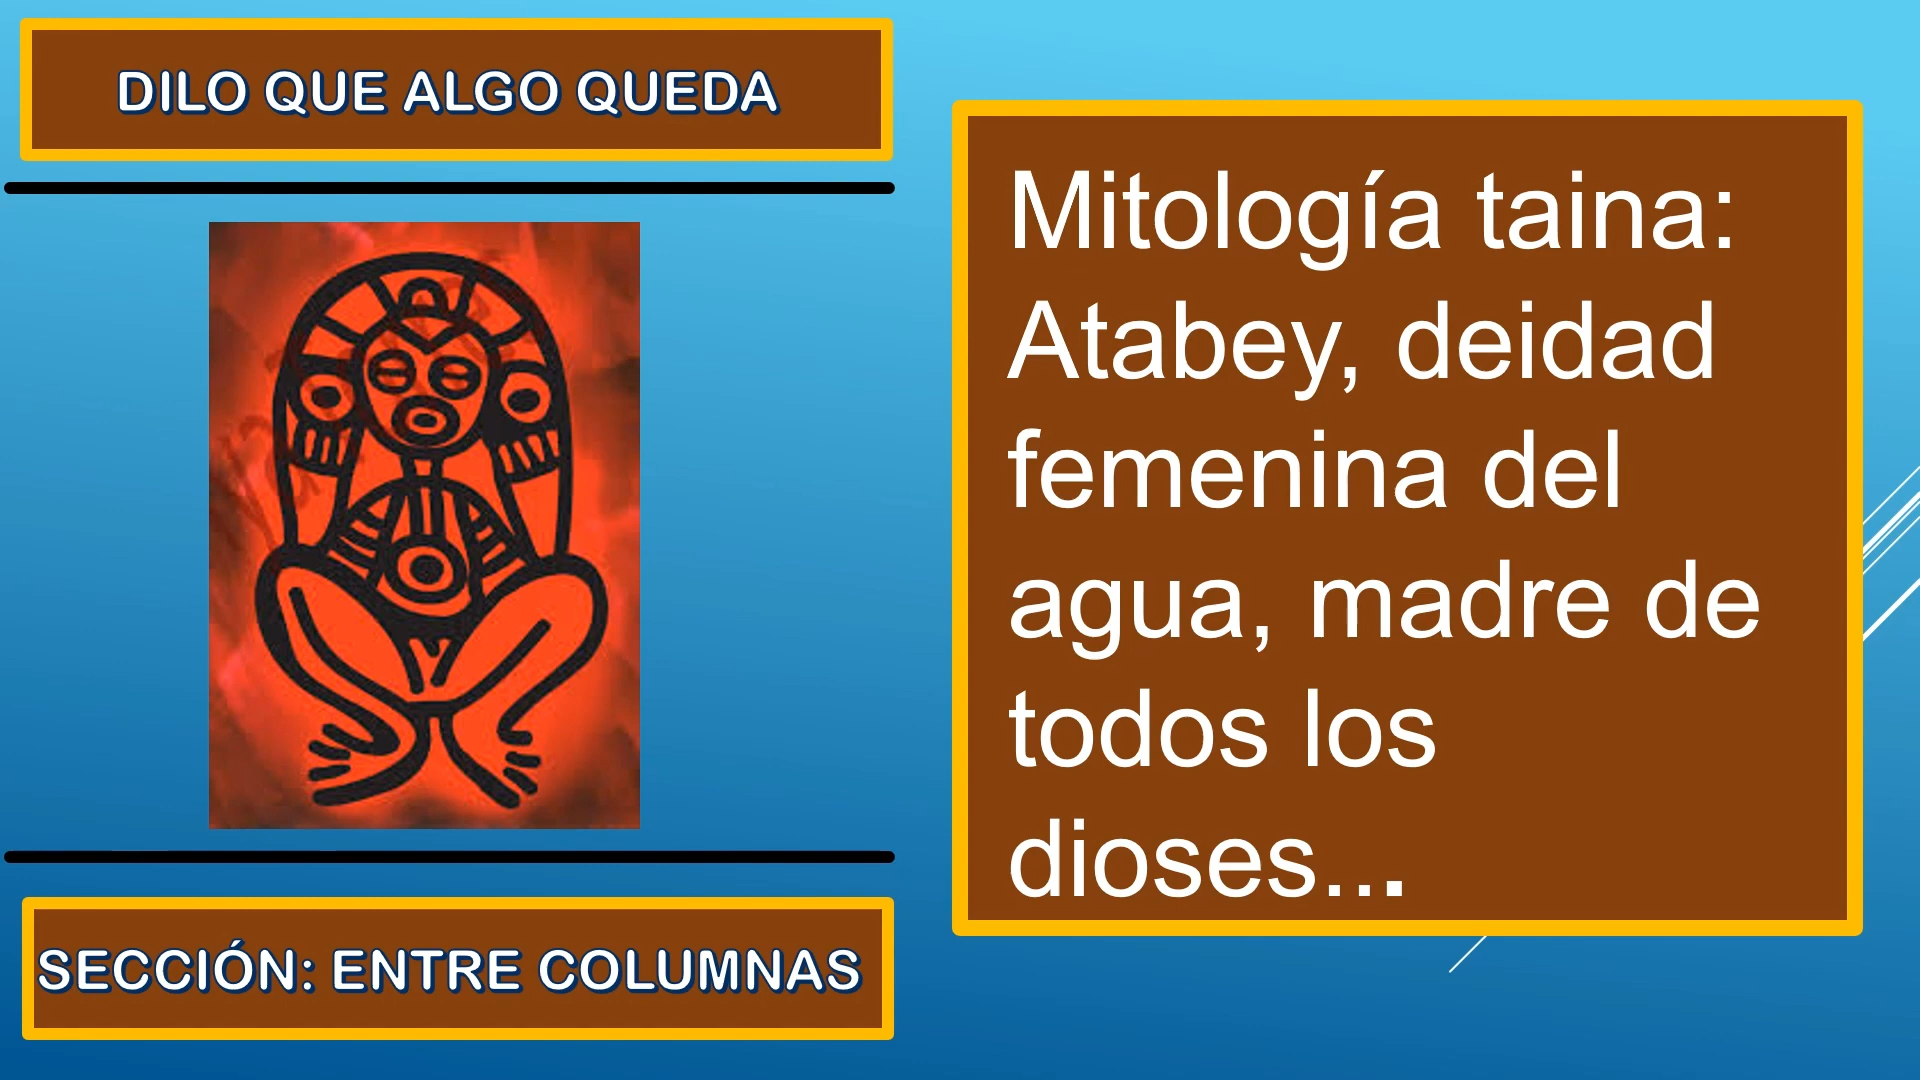 DILO QUE ALGO QUEDA
Mitología taina:
Atabey, deidad
femenina del
agua, madre de
todos los
dioses...
SECCIÓN: ENTRE COLUMNAS